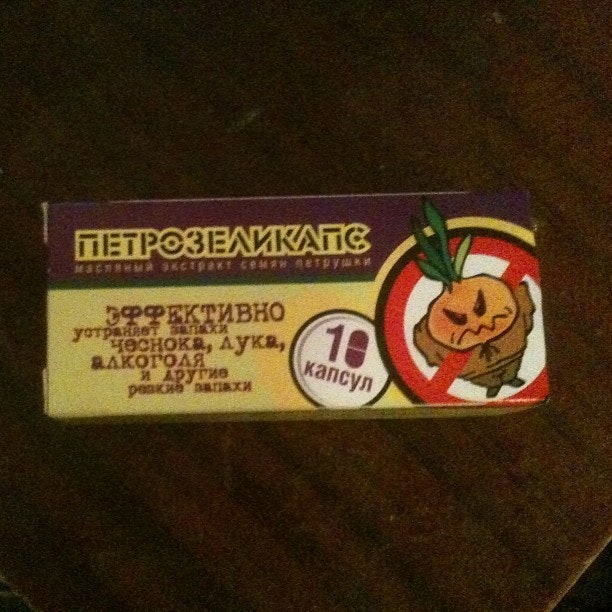 ПЕТРОЗЕЛИКАПС
масляный экстракт семян петрушки
ЭФФЕКТИВНО
устраняет запахи
чеснока, лука,
алкоголя
и другие
резкие запахи
10
капсул